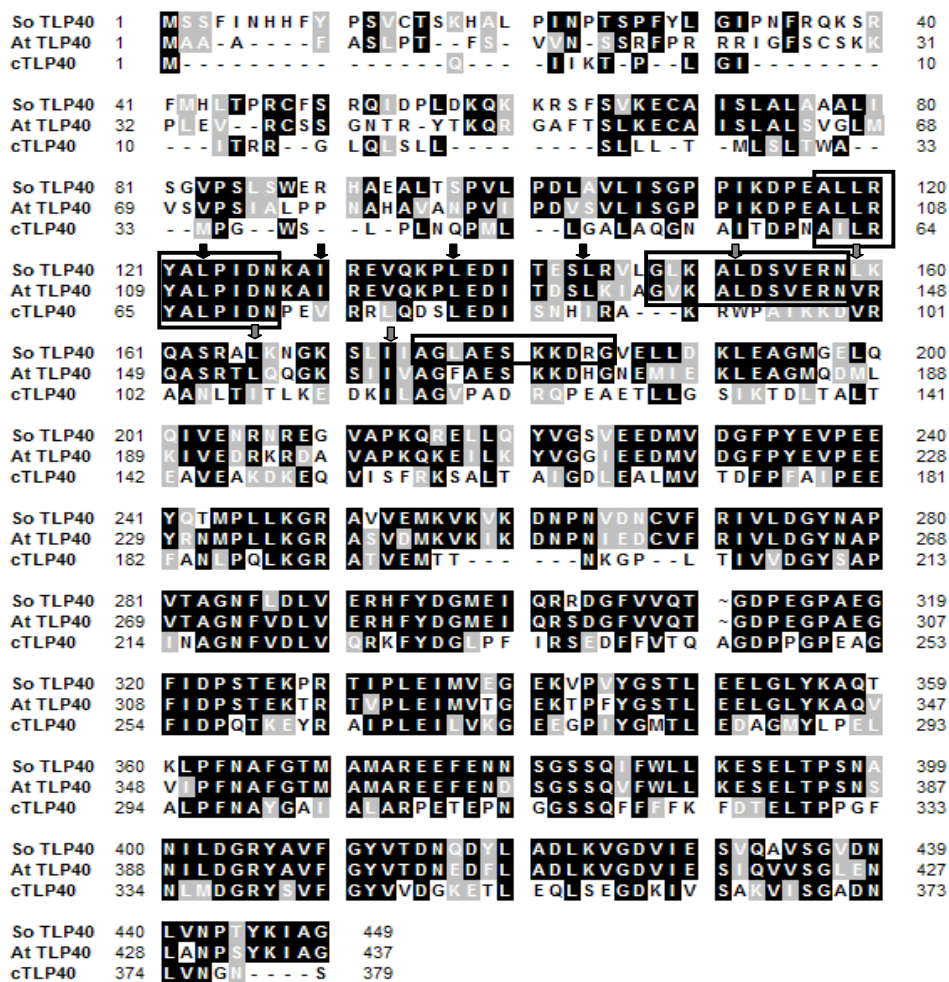 So TLP40 1 MSSFINHHFY PSVCTSKHAL PINPTSPFYL GIPNFRQKSR 40
At TLP40 1 MAA-A----F ASLPT--FS- VVN-SSRFPR RRIGFSCSKK 31
cTLP40 1 M--------- ------Q--- -IIKT-P--L GI-------- 10
So TLP40 41 FMHLTPRCFS RQIDPLDKQK KRSFSVKECA ISLALAAALI 80
At TLP40 32 PLEV--RCSS GNTR-YTKQR GAFTSLKECA ISLALSVGLM 68
cTLP40 10 ---ITRR--G LQLSLL---- ----SLLL-T -MLSLTWA-- 33
So TLP40 81 SGVPSLSWER HAEALTSPVL PDLAVLISGP PIKDPEALLR 120
At TLP40 69 VSVPSIALPP NAHAVANPVI PDVSVLISGP PIKDPEALLR 108
cTLP40 33 --MPG-WS-- -L-PLNQPML --LGALAQGN AITDPNAILR 64
So TLP40 121 YALPIDNKAI REVQKPLEDI TESLRVLGLK ALDSVERNLK 160
At TLP40 109 YALPIDNKAI REVQKPLEDI TDSLKIAGVK ALDSVERNVR 148
cTLP40 65 YALPIDNPEV RRLQDSLEDI SNHIRA---K RWPAIKKDVR 101
So TLP40 161 QASRALKNGK SLIIAGLAES KKDRGVELLD KLEAGMGELQ 200
At TLP40 149 QASRTLQQGK SIIVAGFAES KKDHGNEMIE KLEAGMQDML 188
cTLP40 102 AANLTITLKE DKILAGVPAD RQPEAETLLG SIKTDLTALT 141
So TLP40 201 QIVENRNREG VAPKQRELLQ YVGSVEEDMV DGFPYEVPEE 240
At TLP40 189 KIVEDRKRDA VAPKQKEILK YVGGIEEDMV DGFPYEVPEE 228
cTLP40 142 EAVEAKDKEQ VISFRKSALT AIGDLEALMV TDFPFAIPEE 181
So TLP40 241 YQTMPLLKGR AVVEMKVKVK DNPNVDNCVF RIVLDGYNAP 280
At TLP40 229 YRNMPLLKGR ASVDMKVKIK DNPNIEDCVF RIVLDGYNAP 268
cTLP40 182 FANLPQLKGR ATVEMTT--- ---NKGP--L TIVVDGYSAP 213
So TLP40 281 VTAGNFLDLV ERHFYDGMEI QRRDGFVVQT ~GDPEGPAEG 319
At TLP40 269 VTAGNFVDLV ERHFYDGMEI QRSDGFVVQT ~GDPEGPAEG 307
cTLP40 214 INAGNFVDLV QRKFYDGLPF IRSEDFFVTQ AGDPPGPEAG 253
So TLP40 320 FIDPSTEKPR TIPLEIMVEG EKVPVYGSTL EELGLYKAQT 359
At TLP40 308 FIDPSTEKTR TVPLEIMVTG EKTPFYGSTL EELGLYKAQV 347
cTLP40 254 FIDPQTKEYR AIPLEILVKG EEGPIYGMTL EDAGMYLPEL 293
So TLP40 360 KLPFNAFGTM AMAREEFENN SGSSQIFWLL KESELTPSNA 399
At TLP40 348 VIPFNAFGTM AMAREEFEND SGSSQVFWLL KESELTPSNS 387
cTLP40 294 ALPFNAYGAI ALARPETEPN GGSSQFFFFK FDTELTPPGF 333
So TLP40 400 NILDGRYAVF GYVTDNQDYL ADLKVGDVIE SVQAVSGVDN 439
At TLP40 388 NILDGRYAVF GYVTDNEDFL ADLKVGDVIE SIQVVSGLEN 427
cTLP40 334 NLMDGRYSVF GYVVDGKETL EQLSEGDKIV SAKVISGADN 373
So TLP40 440 LVNPTYKIAG 449
At TLP40 428 LANPSYKIAG 437
cTLP40 374 LVNGN----S 379